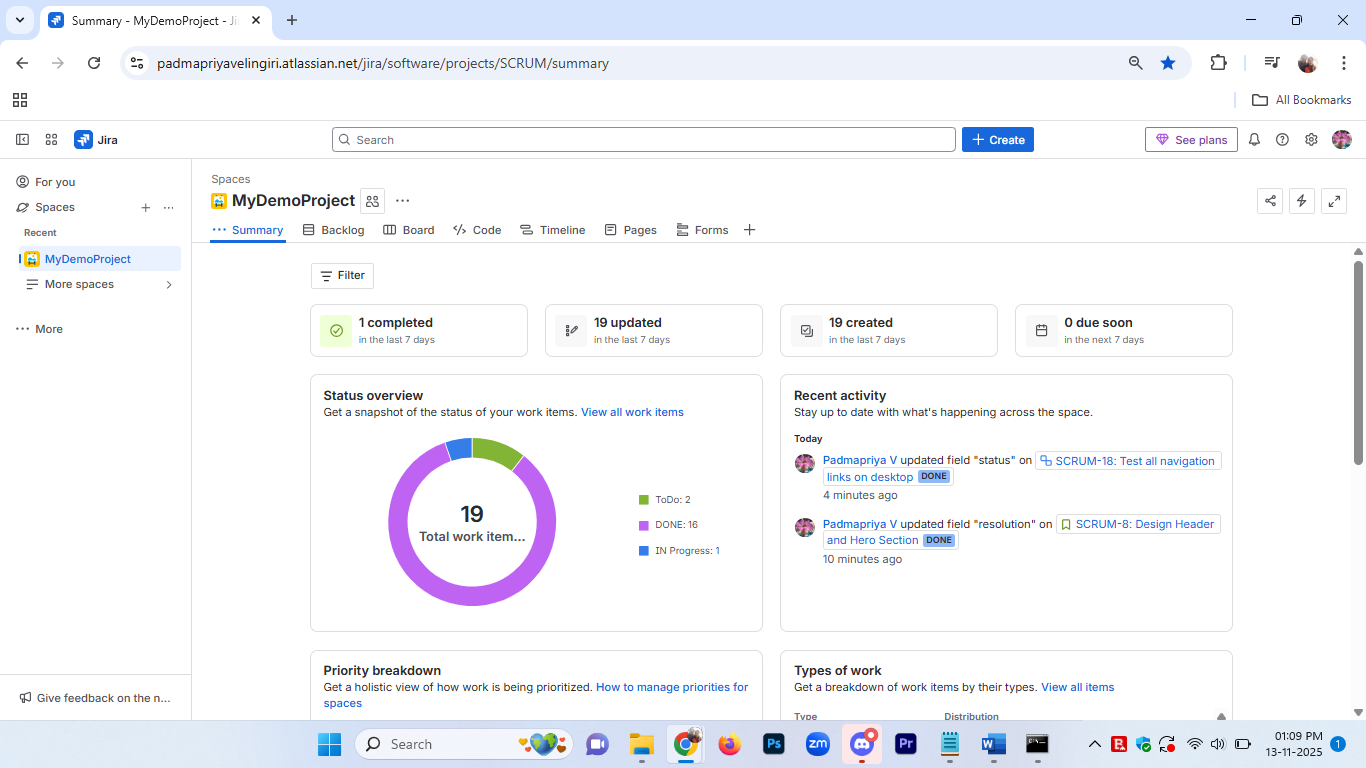 Summary - MyDemoProject - Ji
padmapriyavelingiri.atlassian.net/jira/software/projects/SCRUM/summary
All Bookmarks
Jira
Search
Create
See plans
For you
Spaces
Recent
MyDemoProject
More spaces
More
Give feedback on the n...
Spaces
MyDemoProject
Summary
Backlog
Board
Code
Timeline
Pages
Forms
Filter
1 completed
in the last 7 days
19 updated
in the last 7 days
19 created
in the last 7 days
0 due soon
in the next 7 days
Status overview
Get a snapshot of the status of your work items. View all work items
19
Total work item...
ToDo: 2
DONE: 16
IN Progress: 1
Recent activity
Stay up to date with what's happening across the space.
Today
Padmapriya V updated field "status" on SCRUM-18: Test all navigation
links on desktop DONE
4 minutes ago
Padmapriya V updated field "resolution" on SCRUM-8: Design Header
and Hero Section DONE
10 minutes ago
Priority breakdown
Get a holistic view of how work is being prioritized. How to manage priorities for
spaces
Types of work
Get a breakdown of work items by their types. View all items
Type Distribution
Search
Ps
zm
Pr
W
01:09 PM
13-11-2025
1